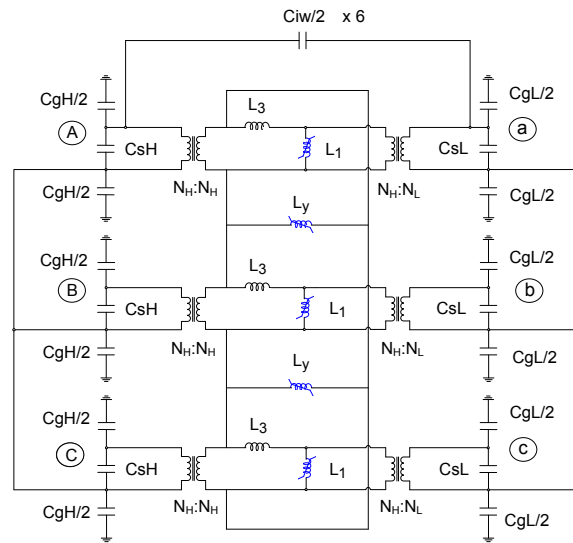 Ciw/2 x 6
CgH/2
CgL/2
L3
A
a
CsH
L1
CsL
CgH/2
NH:NH
NH:NL
CgL/2
Ly
CgH/2
CgL/2
L3
B
b
CsH
L1
CsL
CgH/2
NH:NH
NH:NL
CgL/2
Ly
CgH/2
CgL/2
L3
C
c
CsH
L1
CsL
CgH/2
NH:NH
NH:NL
CgL/2